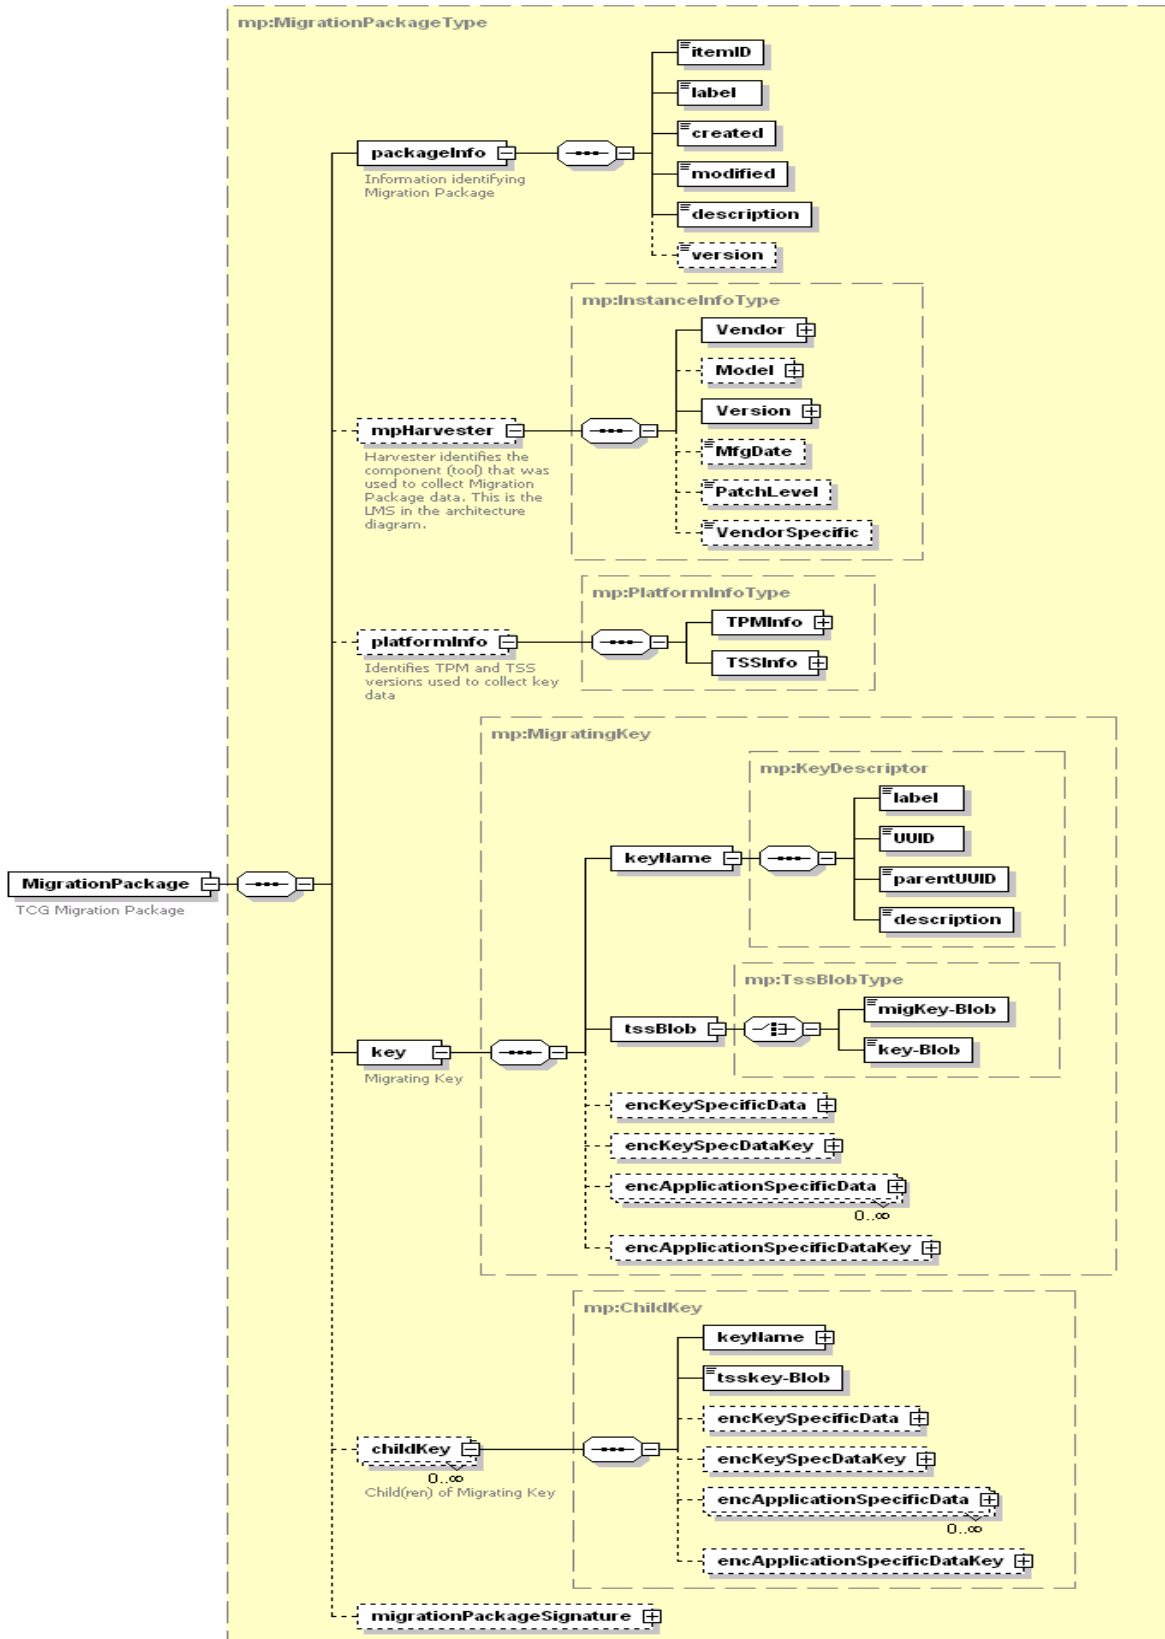 mp:MigrationPackageType
itemID
label
created
packageInfo
modified
Information identifying
Migration Package
description
version
mp:InstanceInfoType
Vendor
Model
Version
mpHarvester
MfgDate
Harvester identifies the
component (tool) that was
used to collect Migration
Package data. This is the
LMS in the architecture
diagram.
PatchLevel
VendorSpecific
mp:PlatformInfoType
TPMInfo
platformInfo
TSSInfo
Identifies TPM and TSS
versions used to collect key
data
mp:MigratingKey
mp:KeyDescriptor
label
UUID
keyName
parentUUID
MigrationPackage
TCG Migration Package
description
mp:TssBlobType
migKey-Blob
tssBlob
key-Blob
key
Migrating Key
encKeySpecificData
encKeySpecDataKey
encApplicationSpecificData
0..∞
encApplicationSpecificDataKey
mp:ChildKey
keyName
tsskey-Blob
encKeySpecificData
childKey
0..∞
Child(ren) of Migrating Key
encKeySpecDataKey
encApplicationSpecificData
0..∞
encApplicationSpecificDataKey
migrationPackageSignature